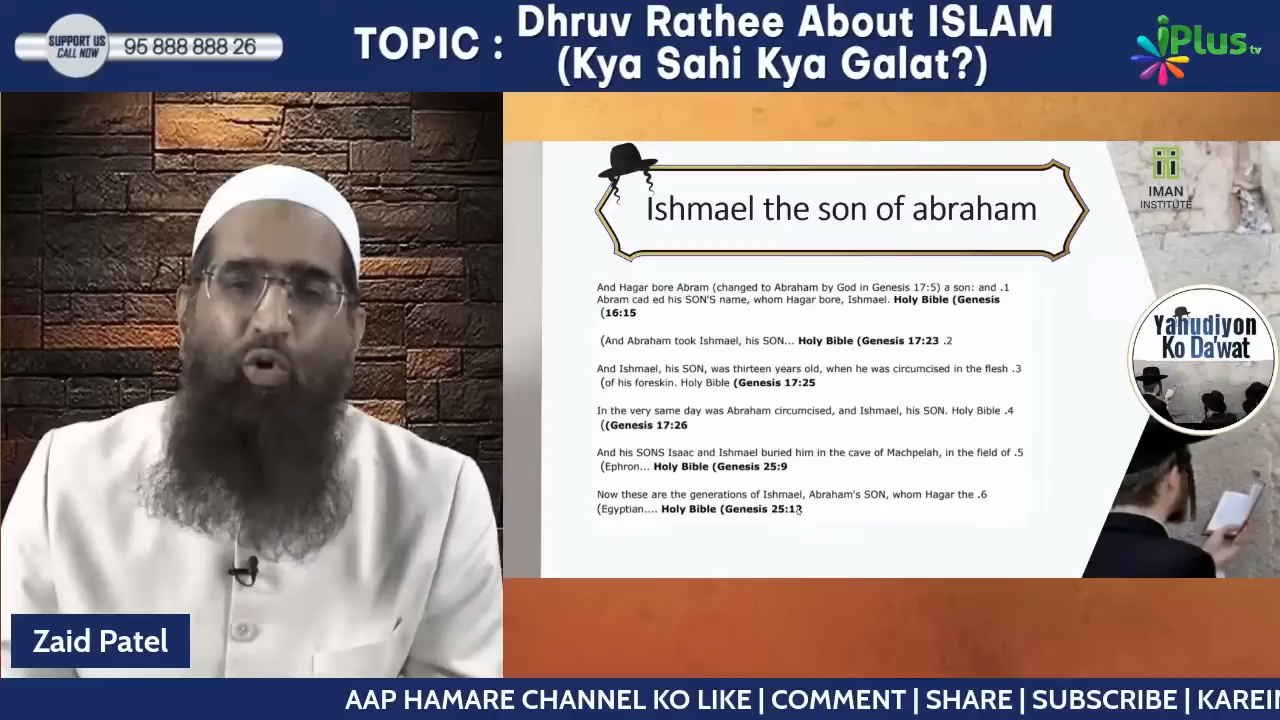 SUPPORT US
CALL NOW
95 888 888 26
TOPIC :
Dhruv Rathee About ISLAM
(Kya Sahi Kya Galat?)
iPlus tv
Ishmael the son of abraham
IMAN
INSTITUTE
And Hagar bore Abram (changed to Abraham by God in Genesis 17:5) a son: and .1
Abram cad ed his SON'S name, whom Hagar bore, Ishmael. Holy Bible (Genesis
(16:15
(And Abraham took Ishmael, his SON... Holy Bible (Genesis 17:23 .2
And Ishmael, his SON, was thirteen years old, when he was circumcised in the flesh .3
(of his foreskin. Holy Bible (Genesis 17:25
In the very same day was Abraham circumcised, and Ishmael, his SON. Holy Bible .4
((Genesis 17:26
And his SONS Isaac and Ishmael buried him in the cave of Machpelah, in the field of .5
(Ephron... Holy Bible (Genesis 25:9
Now these are the generations of Ishmael, Abraham's SON, whom Hagar the .6
(Egyptian.... Holy Bible (Genesis 25:12
Yahudiyon
Ko Da'wat
Zaid Patel
AAP HAMARE CHANNEL KO LIKE | COMMENT | SHARE | SUBSCRIBE | KAREIN